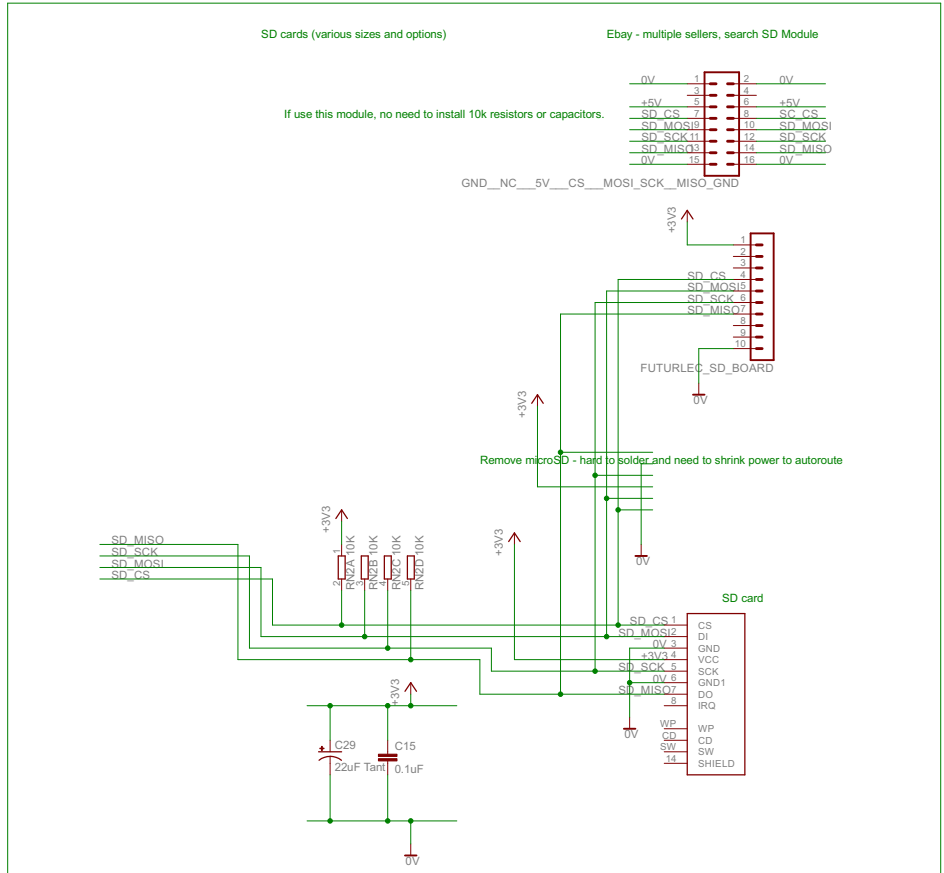 SD cards (various sizes and options)
Ebay - multiple sellers, search SD Module
0V 1 2 0V
3 4
+5V 5 6 +5V
SD_CS 7 8 SC_CS
If use this module, no need to install 10k resistors or capacitors.
SD_MOSI 9 10 SD_MOSI
SD_SCK 11 12 SD_SCK
SD_MISO 13 14 SD_MISO
0V 15 16 0V
GND__NC___5V__CS___MOSI_SCK__MISO_GND
+3V3
1
2
3
SD_CS 4
SD_MOSI 5
SD_SCK 6
SD_MISO 7
8
9
10
FUTURLEC_SD_BOARD
0V
+3V3
Remove microSD - hard to solder and need to shrink power to autoroute
0V
+3V3
1
2
RN2A 10K
3
RN2B 10K
4
RN2C 10K
5
RN2D 10K
+3V3
SD_MISO
SD_SCK
SD_MOSI
SD_CS
SD card
SD_CS 1 CS
SD_MOSI 2 DI
0V 3 GND
+3V3 4 VCC
SD_SCK 5 SCK
0V 6 GND1
SD_MISO 7 DO
8 IRQ
WP WP
CD CD
SW SW
14 SHIELD
0V
+3V3
C29
22uF Tant
C15
0.1uF
0V